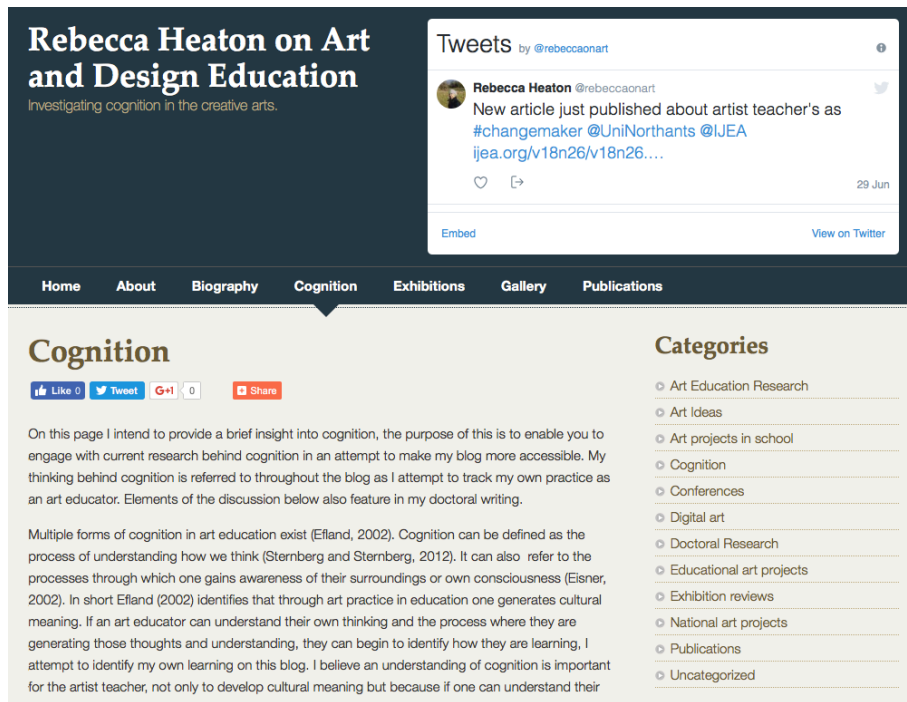 Rebecca Heaton on Art
and Design Education
Investigating cognition in the creative arts.
Tweets by @rebeccaonart
Rebecca Heaton @rebeccaonart
New article just published about artist teacher's as
#changemaker @UniNorthants @IJEA
ijea.org/v18n26/v18n26....
29 Jun
Embed
View on Twitter
Home About Biography Cognition Exhibitions Gallery Publications
Cognition
Like 0 Tweet G+1 0 Share
On this page I intend to provide a brief insight into cognition, the purpose of this is to enable you to
engage with current research behind cognition in an attempt to make my blog more accessible. My
thinking behind cognition is referred to throughout the blog as I attempt to track my own practice as
an art educator. Elements of the discussion below also feature in my doctoral writing.
Multiple forms of cognition in art education exist (Efland, 2002). Cognition can be defined as the
process of understanding how we think (Sternberg and Sternberg, 2012). It can also refer to the
processes through which one gains awareness of their surroundings or own consciousness (Eisner,
2002). In short Efland (2002) identifies that through art practice in education one generates cultural
meaning. If an art educator can understand their own thinking and the process where they are
generating those thoughts and understanding, they can begin to identify how they are learning, I
attempt to identify my own learning on this blog. I believe an understanding of cognition is important
for the artist teacher, not only to develop cultural meaning but because if one can understand their
Categories
Art Education Research
Art Ideas
Art projects in school
Cognition
Conferences
Digital art
Doctoral Research
Educational art projects
Exhibition reviews
National art projects
Publications
Uncategorized